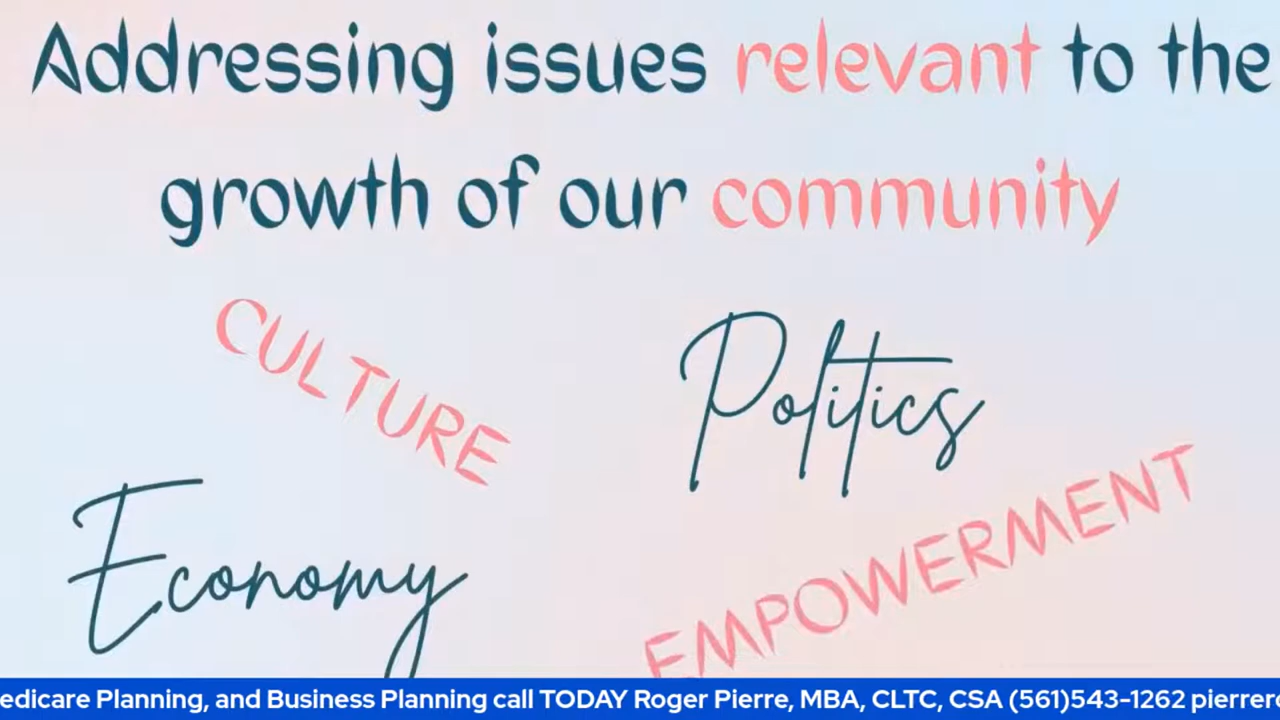 Addressing issues relevant to the
growth of our community
CULTURE
Politics
Economy
EMPOWERMENT
edicare Planning, and Business Planning call TODAY Roger Pierre, MBA, CLTC, CSA (561)543-1262 pierrer